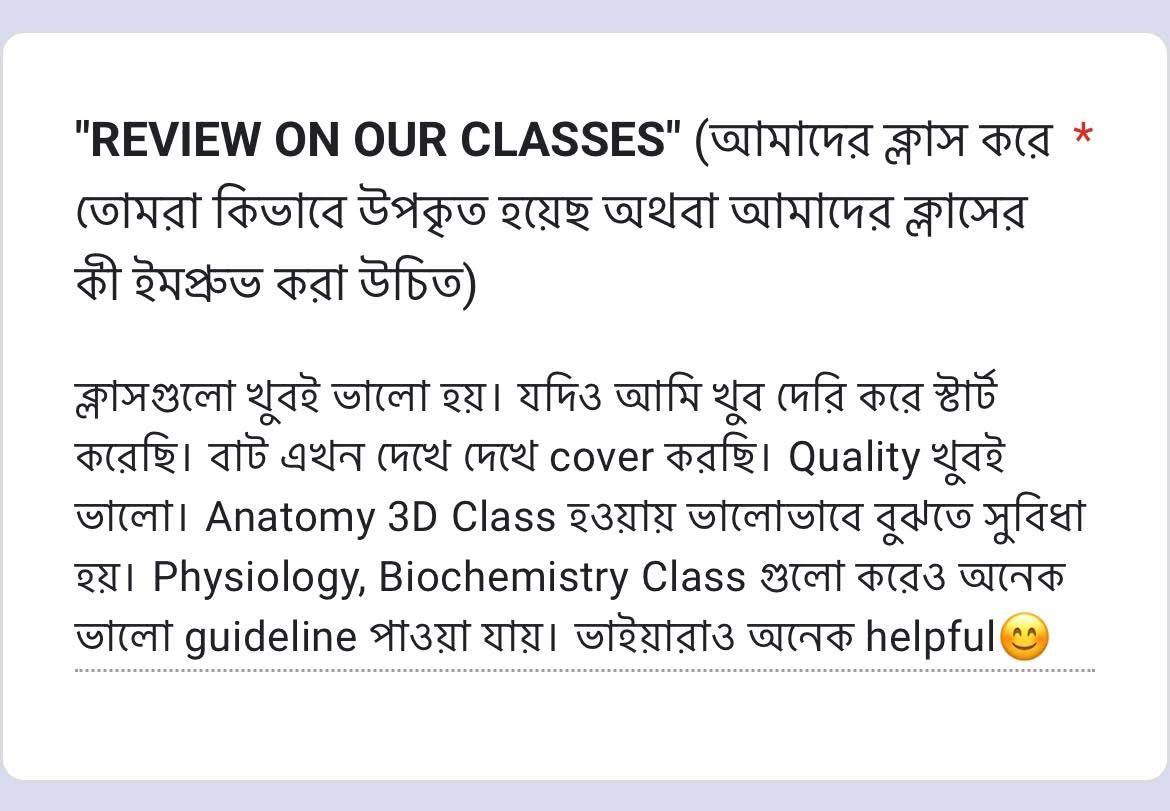 "REVIEW ON OUR CLASSES" (আমাদের ক্লাস করে *
তোমরা কিভাবে উপকৃত হয়েছ অথবা আমাদের ক্লাসের
কী ইমপ্রুভ করা উচিত)
ক্লাসগুলো খুবই ভালো হয়। যদিও আমি খুব দেরি করে স্টার্ট
করেছি। বাট এখন দেখে দেখে cover করছি। Quality খুবই
ভালো। Anatomy 3D Class হওয়ায় ভালোভাবে বুঝতে সুবিধা
হয়। Physiology, Biochemistry Class গুলো করেও অনেক
ভালো guideline পাওয়া যায়। ভাইয়ারাও অনেক helpful😊